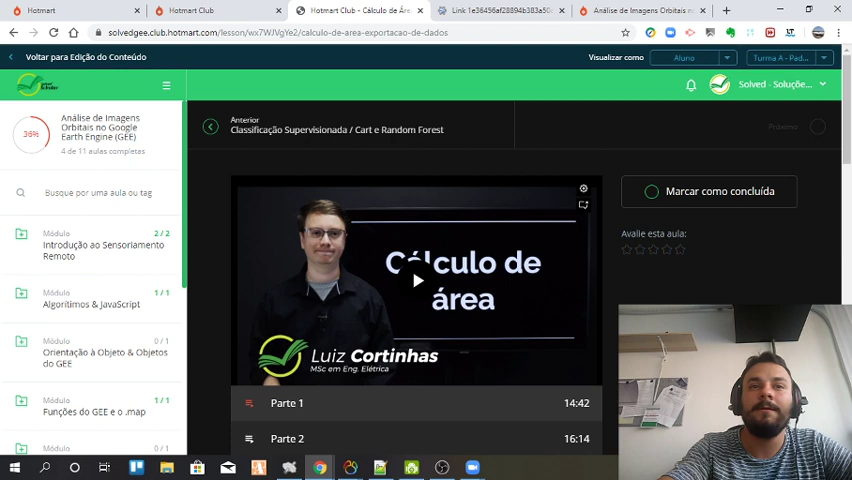 Hotmart
Hotmart Club
Hotmart Club - Cálculo de Área
Link 1e36456af28894b383a50
Análise de Imagens Orbitais n
solvedgee.club.hotmart.com/lesson/wx7WJVgYe2/calculo-de-area-exportacao-de-dados
Voltar para Edição do Conteúdo
Visualizar como
Aluno
Turma A - Pad...
Solved - Soluçõe...
36%
Análise de Imagens
Orbitais no Google
Earth Engine (GEE)
4 de 11 aulas completas
Anterior
Classificação Supervisionada / Cart e Random Forest
Próximo
Busque por uma aula ou tag
Módulo 2 / 2
Introdução ao Sensoriamento
Remoto
Módulo 1 / 1
Algorítimos & JavaScript
Módulo 0 / 1
Orientação à Objeto & Objetos
do GEE
Módulo 1 / 1
Funções do GEE e o .map
Módulo 0 / 1
Cálculo de
área
Luiz Cortinhas
MSc em Eng. Elétrica
Parte 1 14:42
Parte 2 16:14
Marcar como concluída
Avalie esta aula: